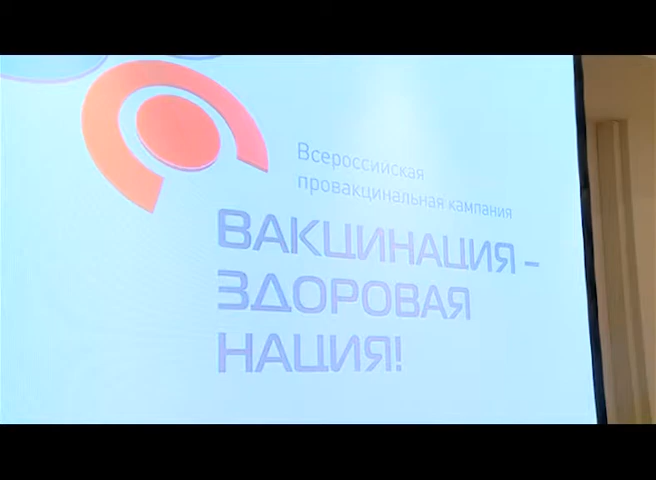 Всероссийская
провакцинальная кампания
ВАКЦИНАЦИЯ –
ЗДОРОВАЯ
НАЦИЯ!